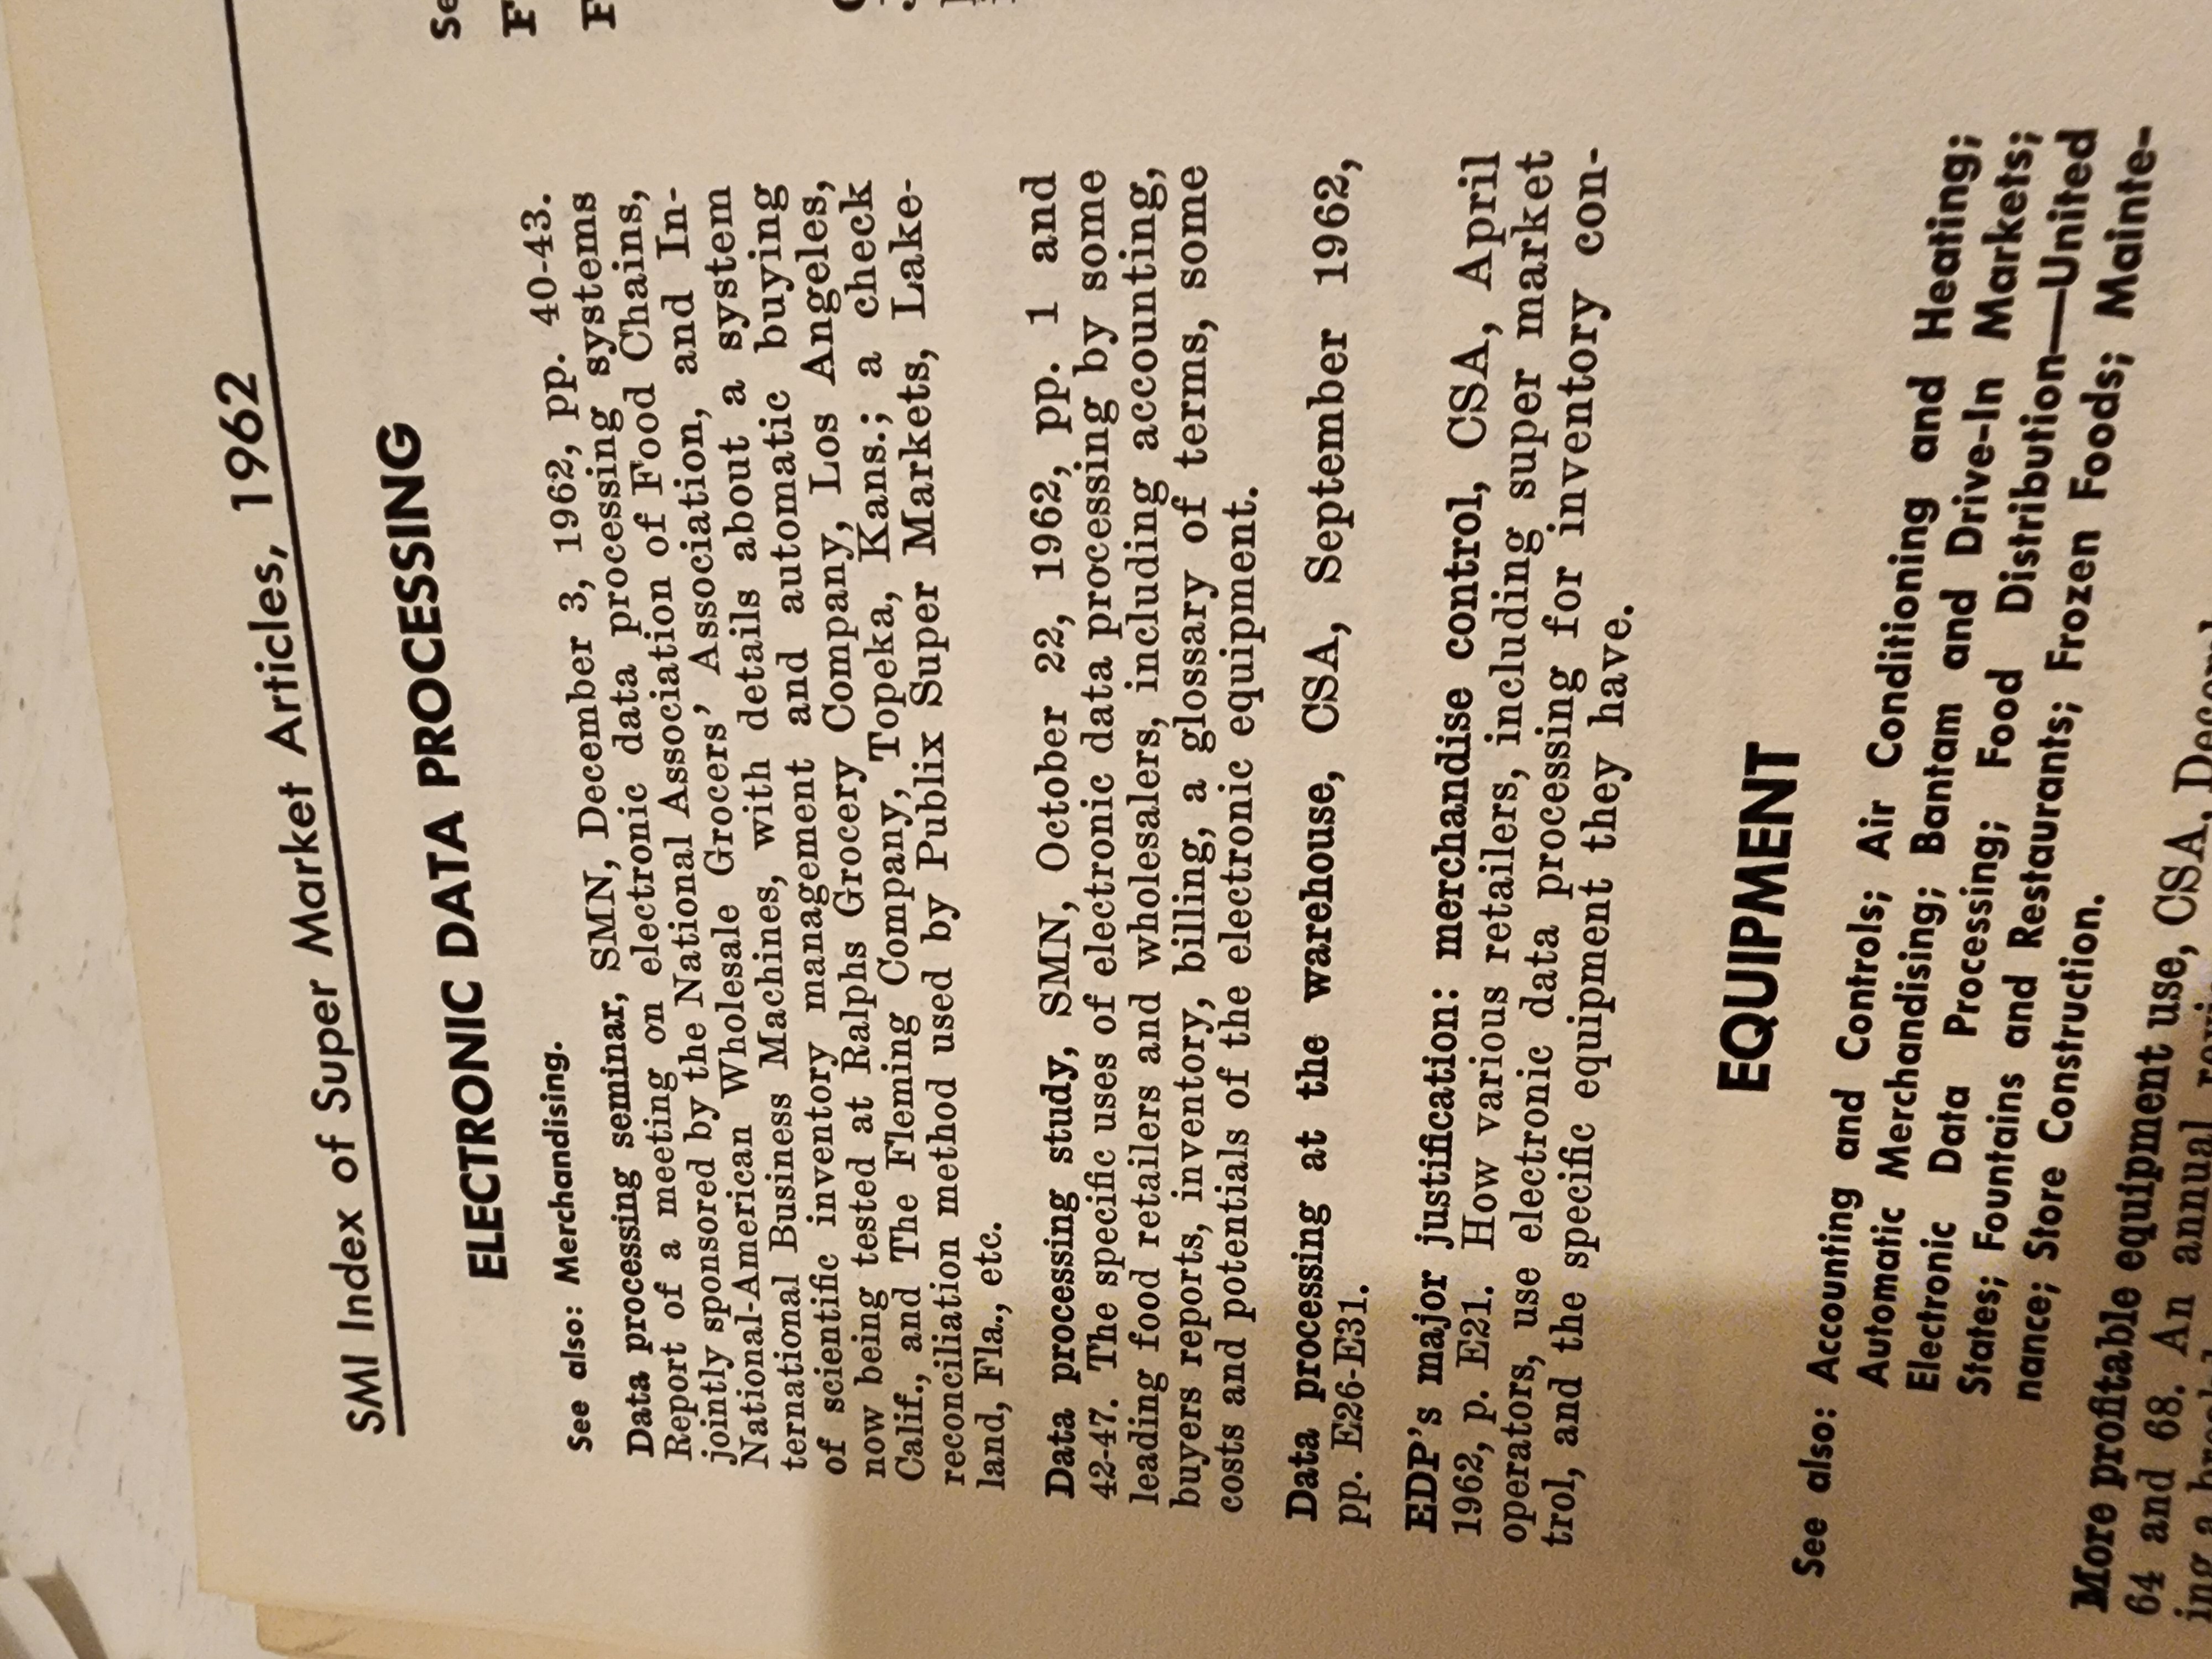 SMI Index of Super Market Articles, 1962
ELECTRONIC DATA PROCESSING
See also: Merchandising.
Data processing seminar, SMN, December 3, 1962, pp. 40-43.
Report of a meeting on electronic data processing systems
jointly sponsored by the National Association of Food Chains,
National-American Wholesale Grocers' Association, and In-
ternational Business Machines, with details about a system
of scientific inventory management and automatic buying
now being tested at Ralphs Grocery Company, Los Angeles,
Calif., and The Fleming Company, Topeka, Kans.; a check
reconciliation method used by Publix Super Markets, Lake-
land, Fla., etc.
Data processing study, SMN, October 22, 1962, pp. 1 and
42-47. The specific uses of electronic data processing by some
leading food retailers and wholesalers, including accounting,
buyers reports, inventory, billing, a glossary of terms, some
costs and potentials of the electronic equipment.
Data processing at the warehouse, CSA, September 1962,
pp. E26-E31.
EDP's major justification: merchandise control, CSA, April
1962, p. E21. How various retailers, including super market
operators, use electronic data processing for inventory con-
trol, and the specific equipment they have.
EQUIPMENT
See also: Accounting and Controls; Air Conditioning and Heating;
Automatic Merchandising; Bantam and Drive-In Markets;
Electronic Data Processing; Food Distribution—United
States; Fountains and Restaurants; Frozen Foods; Mainte-
nance; Store Construction.
More profitable equipment use, CSA,
64 and 68. An annual
ing a